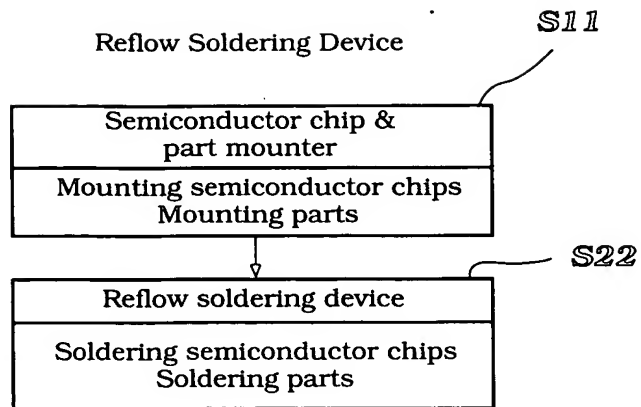 S11
Reflow Soldering Device
Semiconductor chip &
part mounter
Mounting semiconductor chips
Mounting parts
S22
Reflow soldering device
Soldering semiconductor chips
Soldering parts